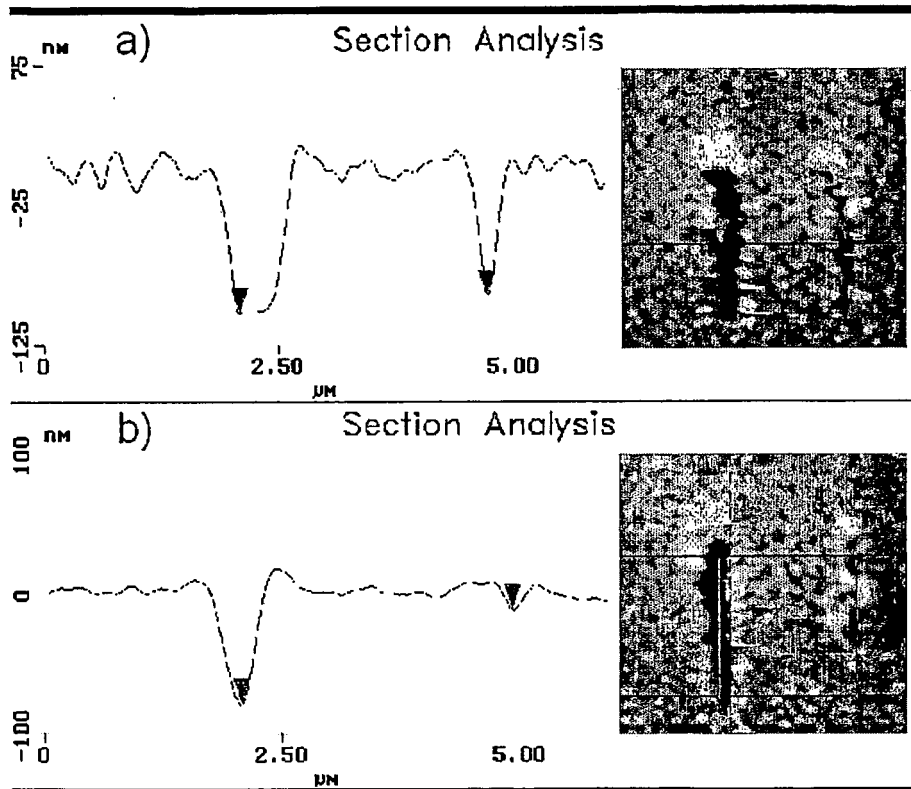 nM a) Section Analysis
75
-25
-125
0 2.50 5.00
µM
nM b) Section Analysis
100
0
-100
0 2.50 5.00
µM